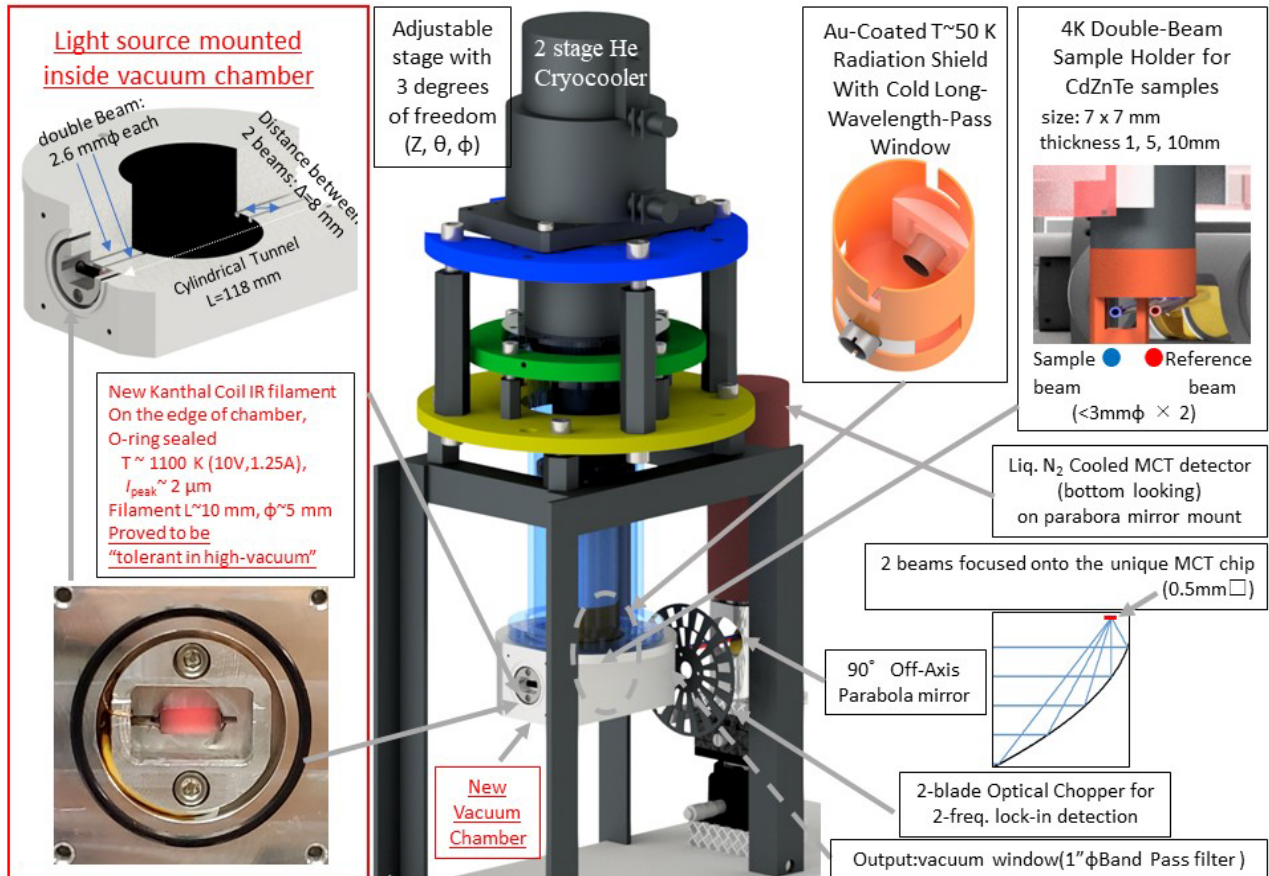 Light source mounted
inside vacuum chamber
double Beam:
2.6 mmφ each
Distance between
2 beams: Δ=8 mm
Cylindrical Tunnel
L=118 mm
New Kanthal Coil IR filament
On the edge of chamber,
O-ring sealed
T ~ 1100 K (10V,1.25A),
Ipeak~ 2 μm
Filament L~10 mm, φ~5 mm
Proved to be
“tolerant in high-vacuum”
Adjustable
stage with
3 degrees
of freedom
(Z, θ, ϕ)
2 stage He
Cryocooler
New
Vacuum
Chamber
Au-Coated T~50 K
Radiation Shield
With Cold Long-
Wavelength-Pass
Window
4K Double-Beam
Sample Holder for
CdZnTe samples
size: 7 x 7 mm
thickness 1, 5, 10mm
Sample Reference
beam beam
(<3mmφ × 2)
Liq. N2 Cooled MCT detector
(bottom looking)
on parabora mirror mount
2 beams focused onto the unique MCT chip
(0.5mm□)
90° Off-Axis
Parabola mirror
2-blade Optical Chopper for
2-freq. lock-in detection
Output:vacuum window(1”ϕBand Pass filter )